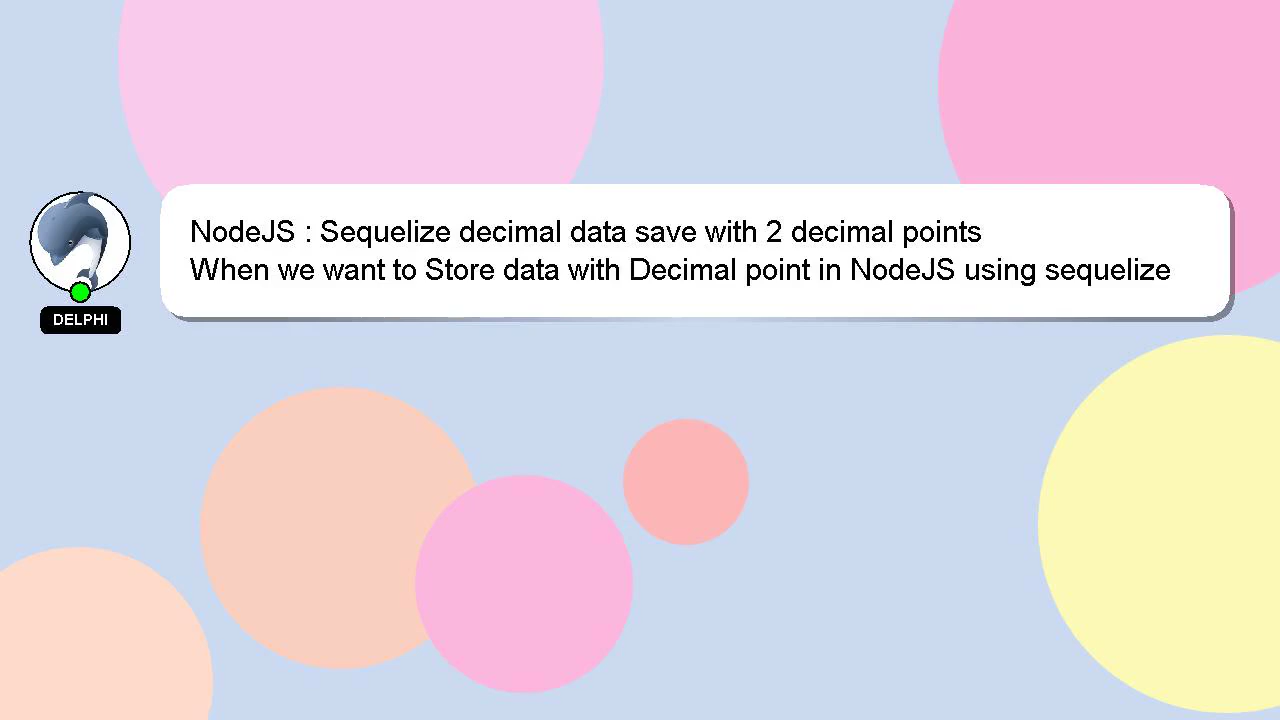 NodeJS : Sequelize decimal data save with 2 decimal points
When we want to Store data with Decimal point in NodeJS using sequelize
DELPHI